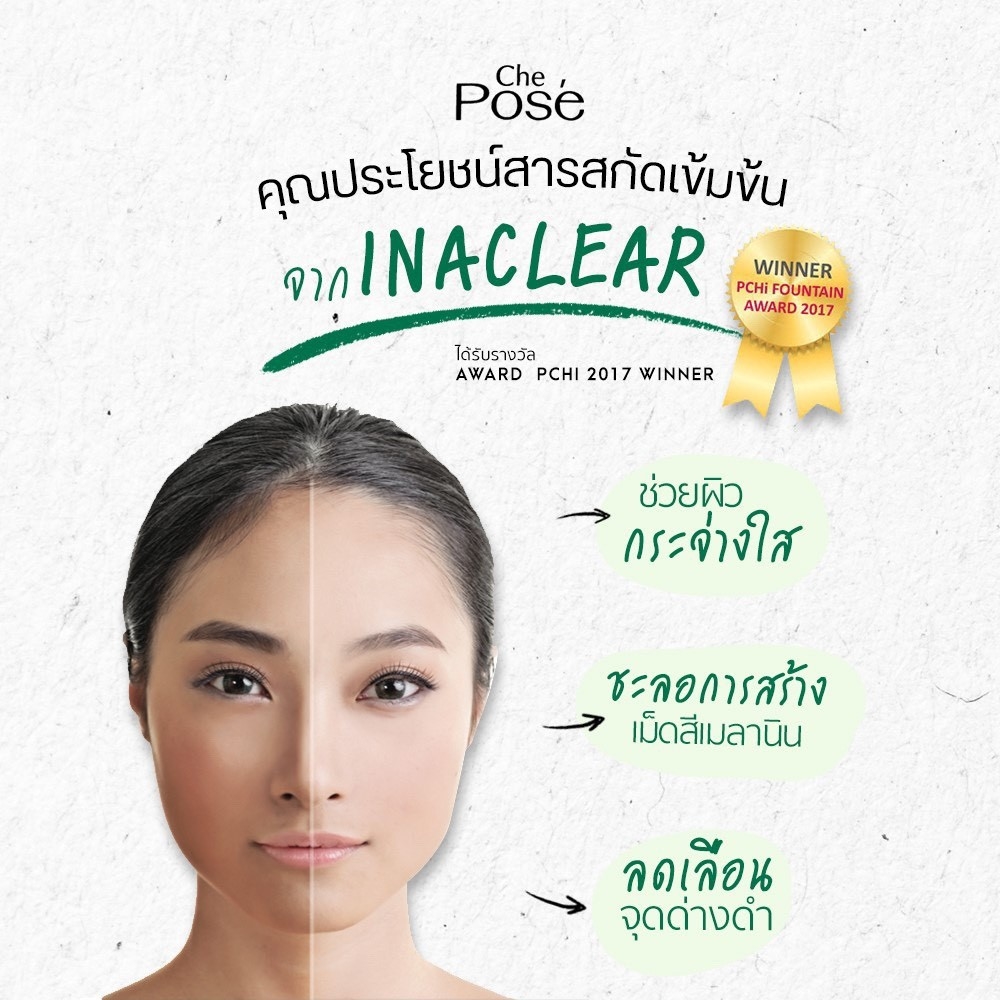 Che
Posé
คุณประโยชน์สารสกัดเข้มข้น
จาก INACLEAR
WINNER
PCHi FOUNTAIN
AWARD 2017
ได้รับรางวัล
AWARD PCHI 2017 WINNER
ช่วยผิว
กระจ่างใส
ชะลอการสร้าง
เม็ดสีเมลานิน
ลดเลือน
จุดด่างดำ